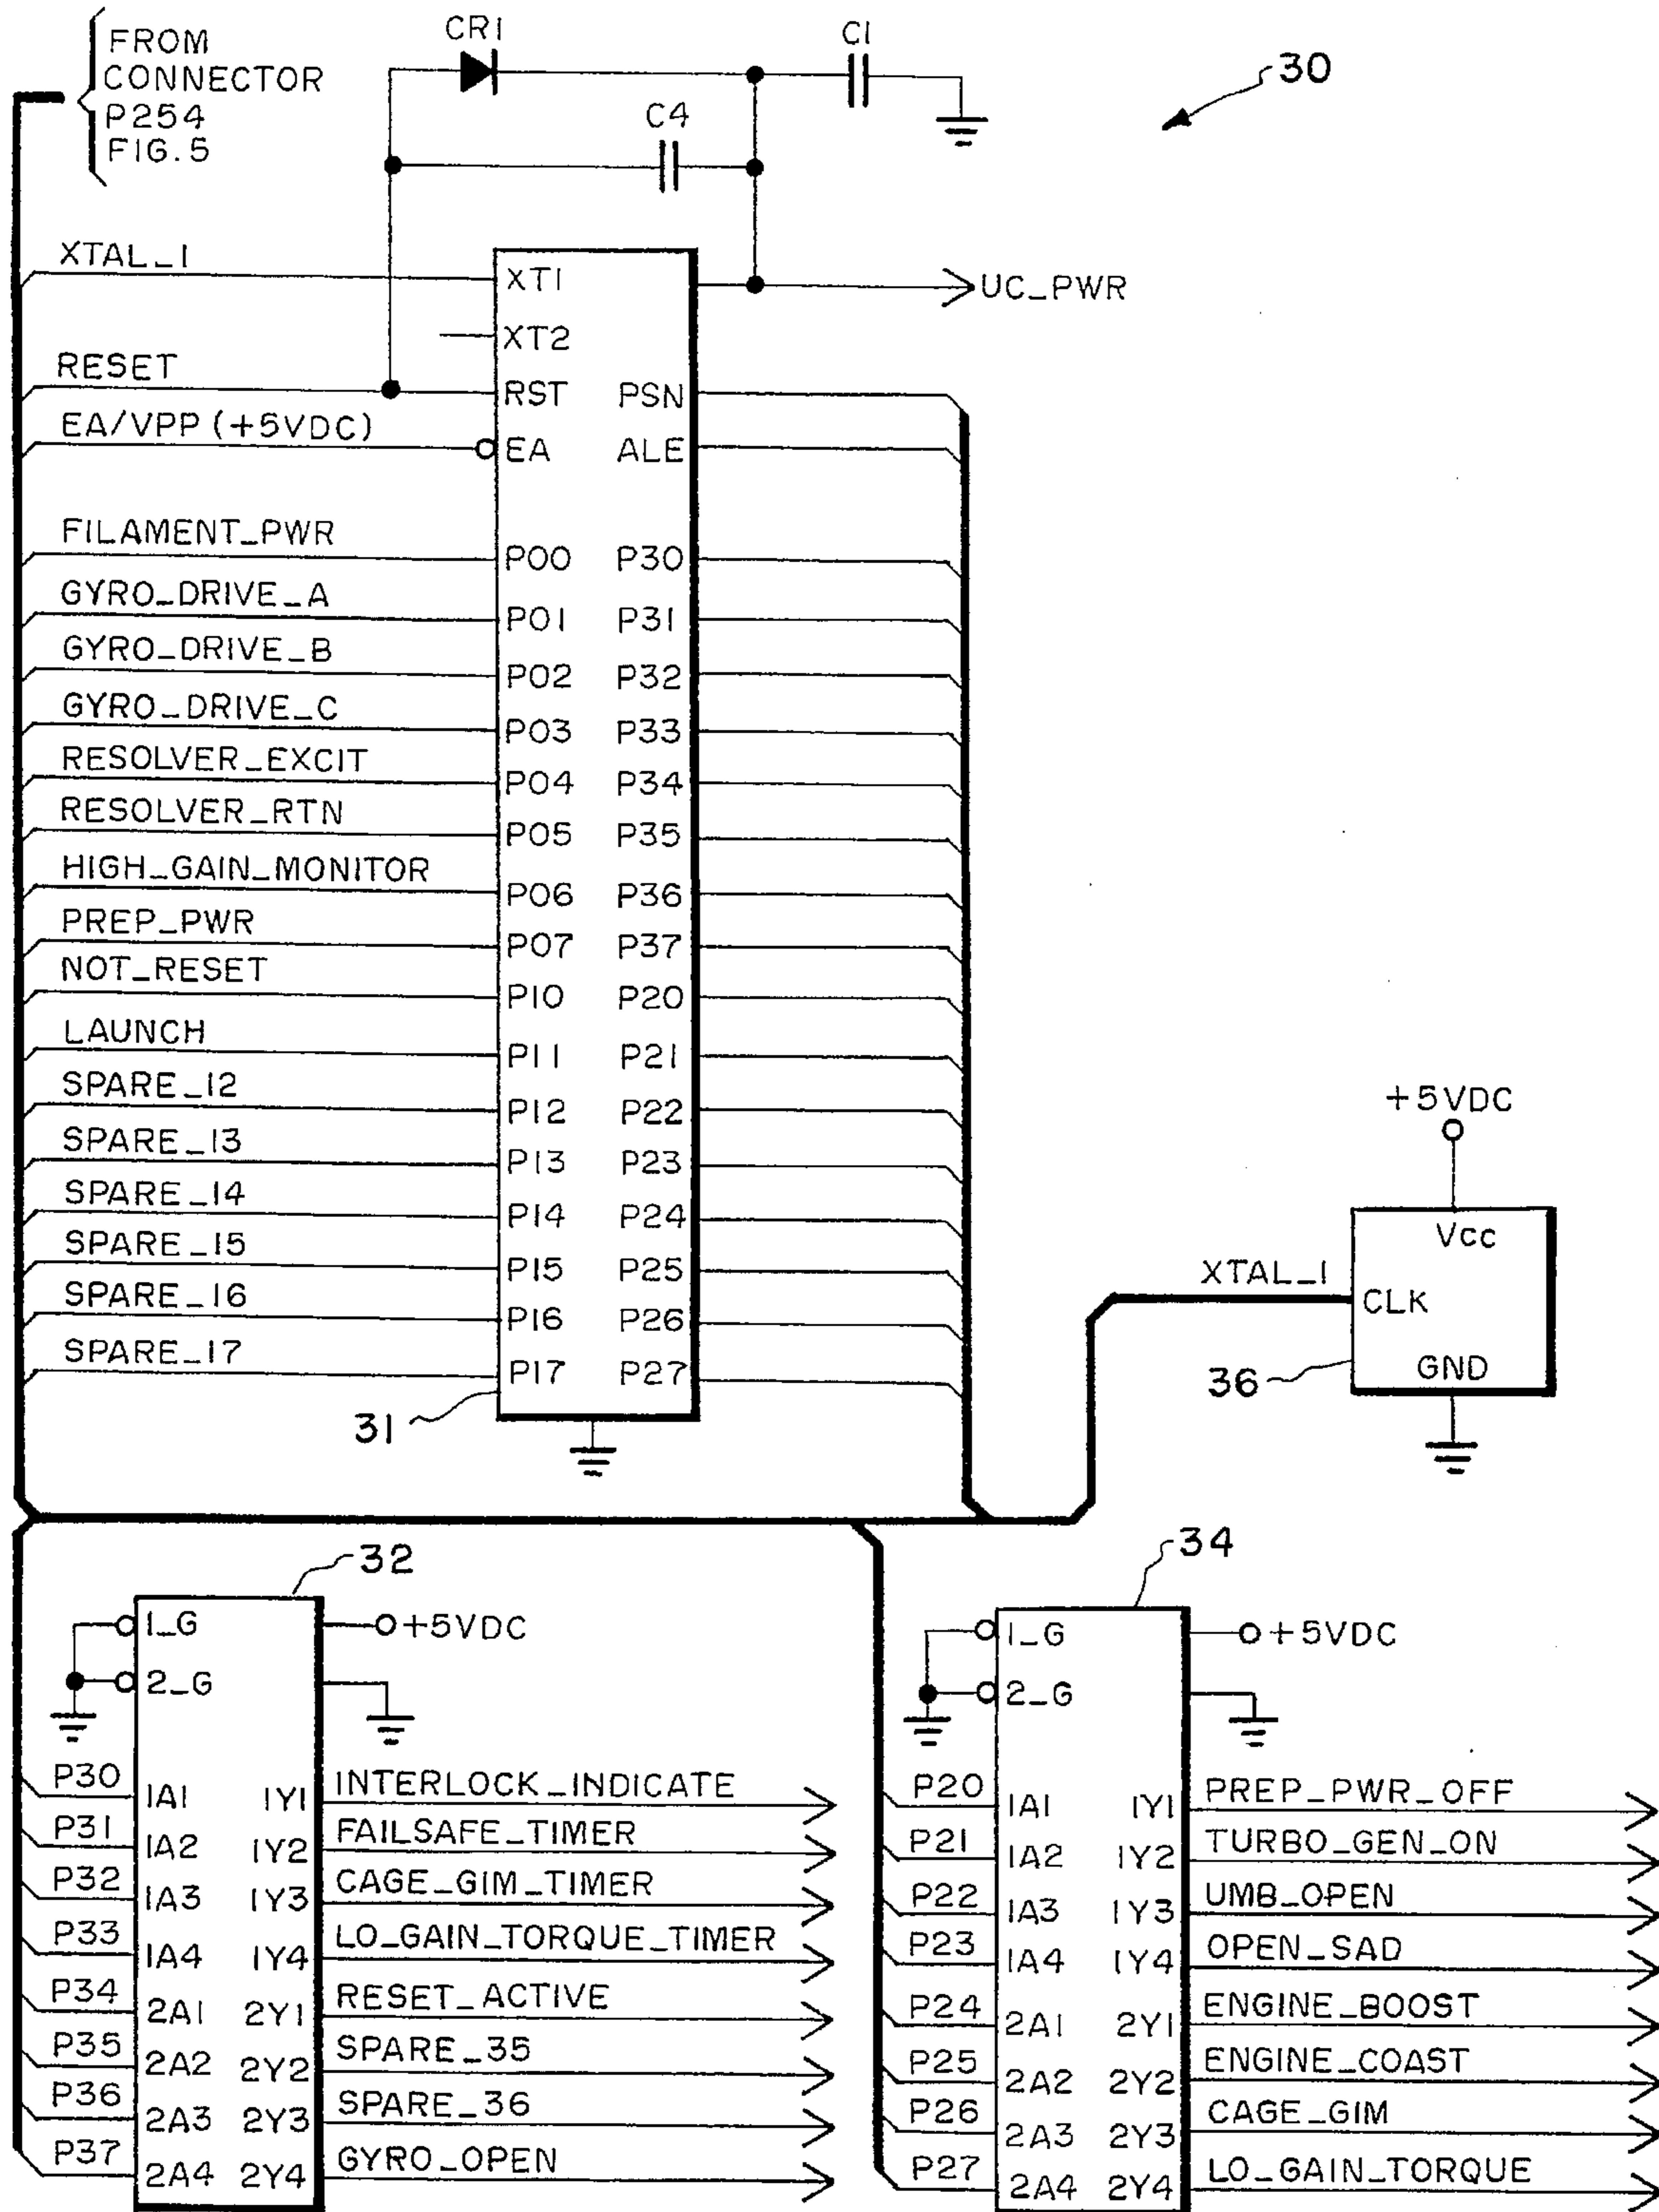 FROM
CONNECTOR
P254
FIG.5
CR1
C1
30
C4
XTAL_1
XT1
UC_PWR
XT2
RESET
RST PSN
EA/VPP (+5VDC)
EA ALE
FILAMENT_PWR
P00 P30
GYRO_DRIVE_A
P01 P31
GYRO_DRIVE_B
P02 P32
GYRO_DRIVE_C
P03 P33
RESOLVER_EXCIT
P04 P34
RESOLVER_RTN
P05 P35
HIGH_GAIN_MONITOR
P06 P36
PREP_PWR
P07 P37
NOT_RESET
P10 P20
LAUNCH
P11 P21
SPARE_12
P12 P22
SPARE_13
P13 P23
SPARE_14
P14 P24
SPARE_15
P15 P25
SPARE_16
P16 P26
SPARE_17
P17 P27
31
+5VDC
Vcc
XTAL_1
CLK
GND
36
32
1_G
+5VDC
2_G
P30 1A1 1Y1 INTERLOCK_INDICATE
P31 1A2 1Y2 FAILSAFE_TIMER
P32 1A3 1Y3 CAGE_GIM_TIMER
P33 1A4 1Y4 LO_GAIN_TORQUE_TIMER
P34 2A1 2Y1 RESET_ACTIVE
P35 2A2 2Y2 SPARE_35
P36 2A3 2Y3 SPARE_36
P37 2A4 2Y4 GYRO_OPEN
34
1_G
+5VDC
2_G
P20 1A1 1Y1 PREP_PWR_OFF
P21 1A2 1Y2 TURBO_GEN_ON
P22 1A3 1Y3 UMB_OPEN
P23 1A4 1Y4 OPEN_SAD
P24 2A1 2Y1 ENGINE_BOOST
P25 2A2 2Y2 ENGINE_COAST
P26 2A3 2Y3 CAGE_GIM
P27 2A4 2Y4 LO_GAIN_TORQUE